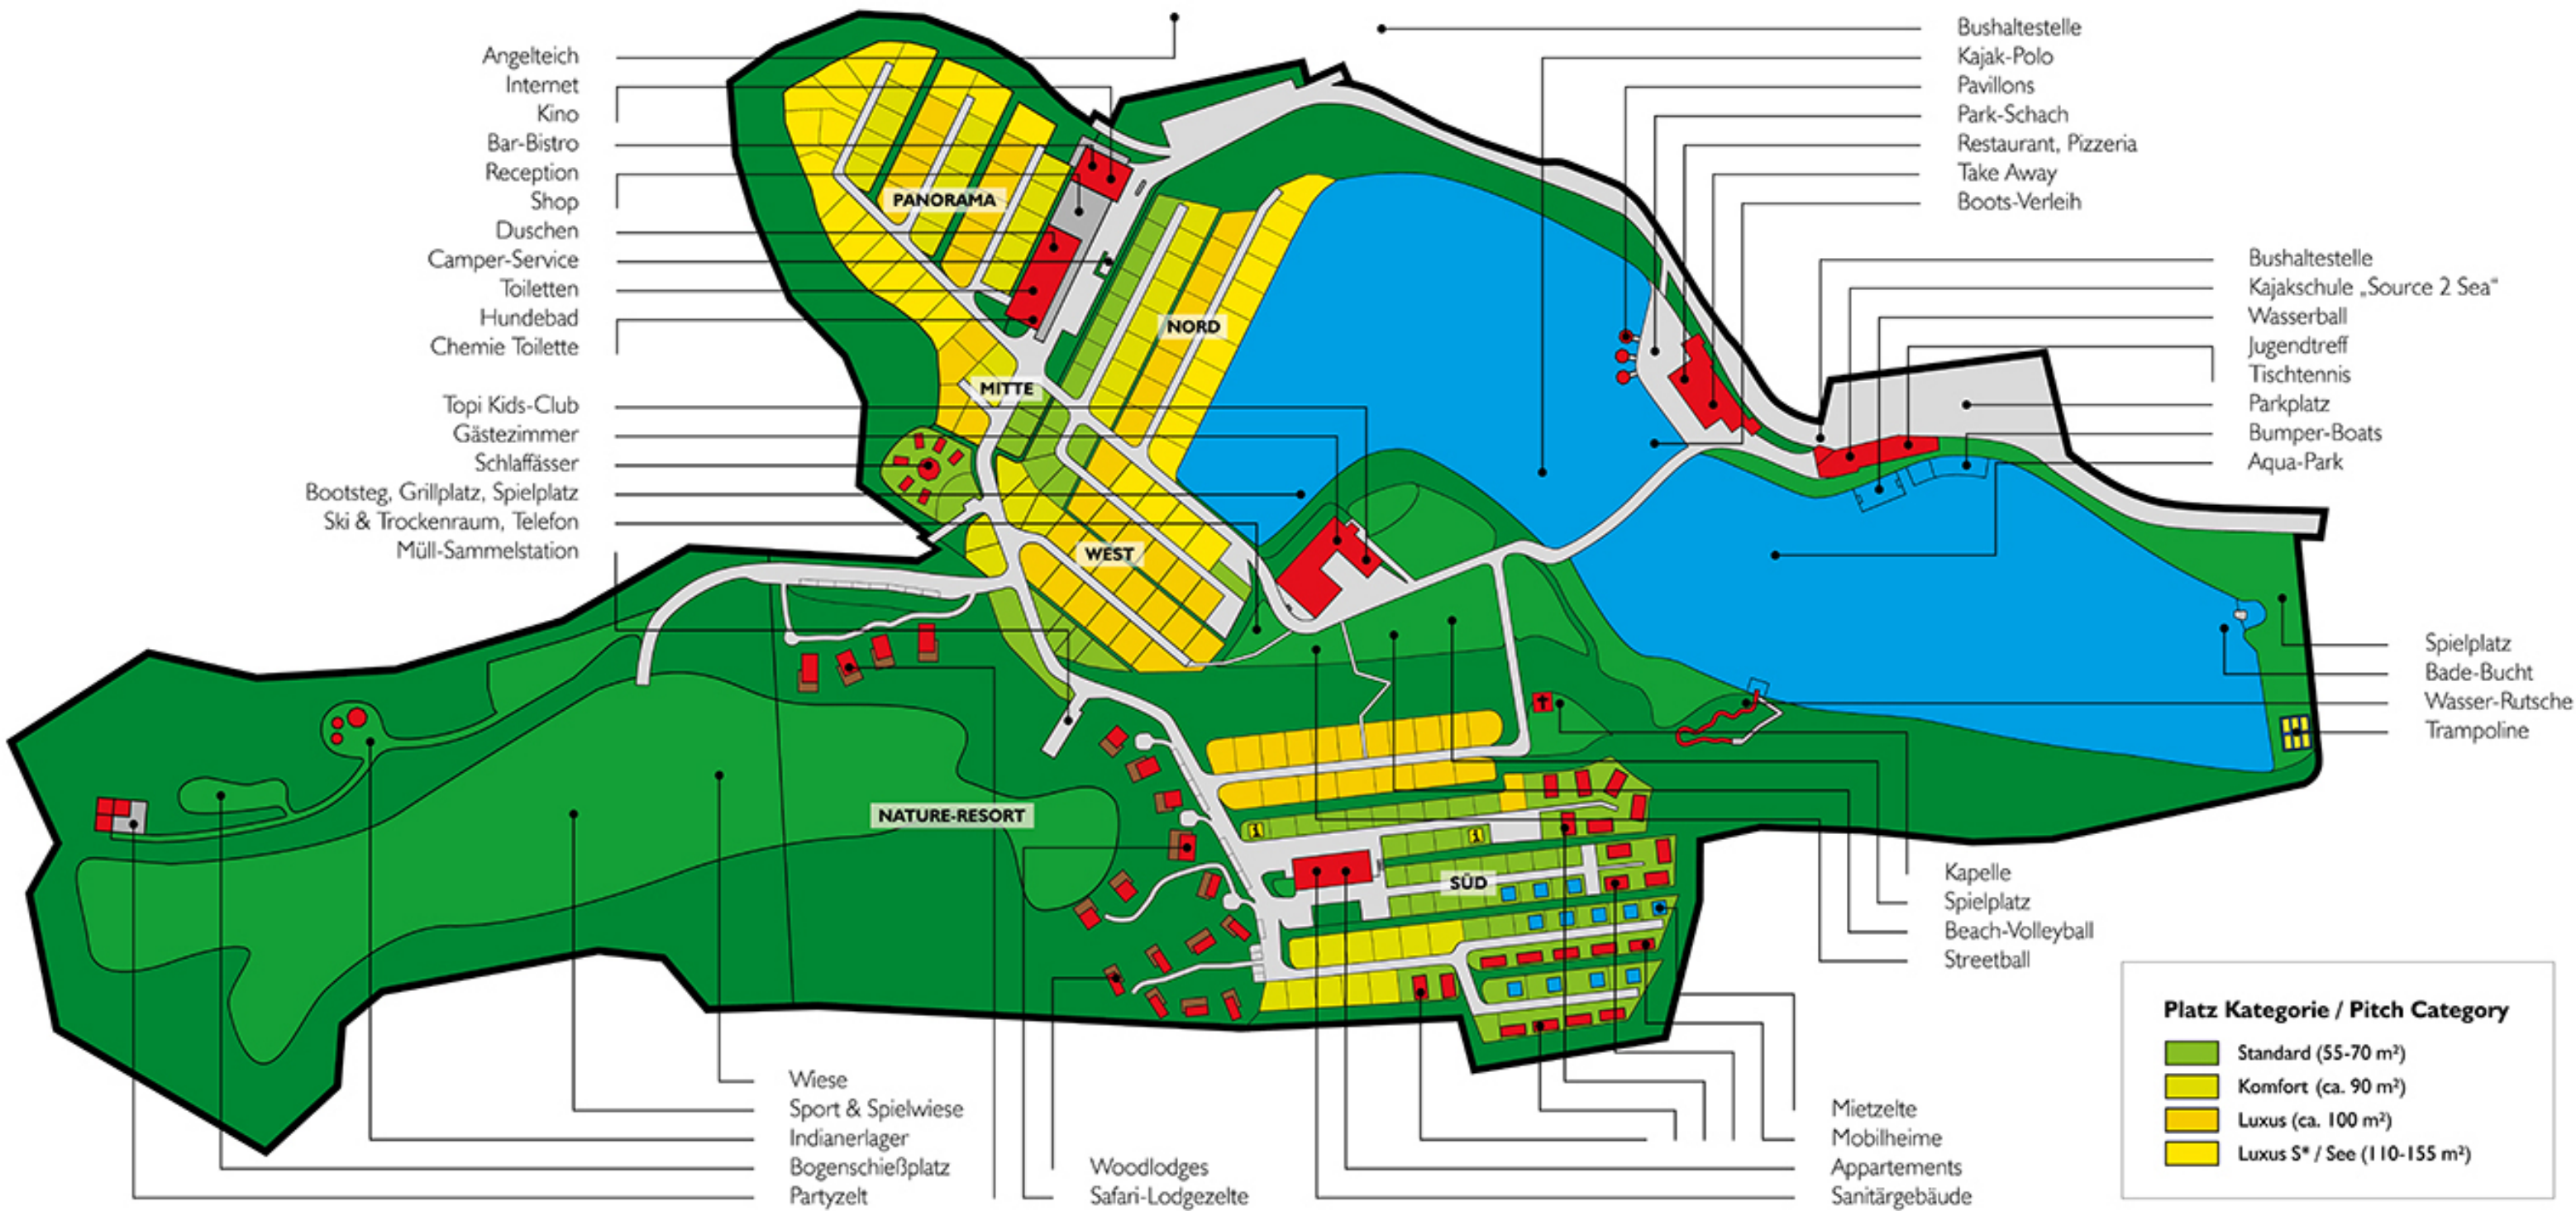 Angelteich
Internet
Kino
Bar-Bistro
Reception
Shop
Duschen
Camper-Service
Toiletten
Hundebad
Chemie Toilette
Topi Kids-Club
Gästezimmer
Schlaffässer
Bootsteg, Grillplatz, Spielplatz
Ski & Trockenraum, Telefon
Müll-Sammelstation
Bushaltestelle
Kajak-Polo
Pavillons
Park-Schach
Restaurant, Pizzeria
Take Away
Boots-Verleih
Bushaltestelle
Kajakschule „Source 2 Sea“
Wasserball
Jugendtreff
Tischtennis
Parkplatz
Bumper-Boats
Aqua-Park
PANORAMA
NORD
MITTE
WEST
NATURE-RESORT
SÜD
Spielplatz
Bade-Bucht
Wasser-Rutsche
Trampoline
Kapelle
Spielplatz
Beach-Volleyball
Streetball
Wiese
Sport & Spielwiese
Indianerlager
Bogenschießplatz
Partyzelt
Woodlodges
Safari-Lodgezelte
Mietzelte
Mobilheime
Appartements
Sanitärgebäude
Platz Kategorie / Pitch Category
Standard (55-70 m²)
Komfort (ca. 90 m²)
Luxus (ca. 100 m²)
Luxus S* / See (110-155 m²)